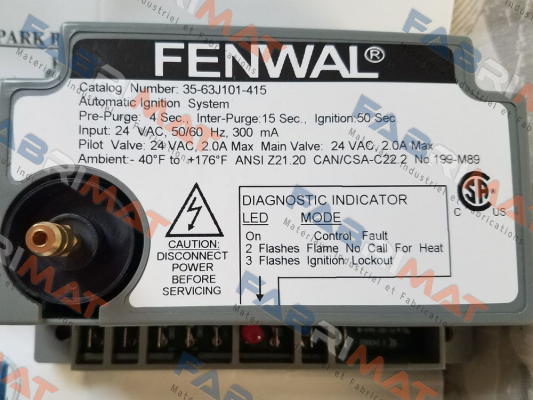 PARK
FENWAL®
Catalog Number: 35-63J101-415
Automatic Ignition System
Pre-Purge: 4 Sec., Inter-Purge: 15 Sec., Ignition: 50 Sec
Input: 24 VAC, 50/60 Hz, 300 mA
Pilot Valve: 24 VAC, 2.0A Max Main Valve: 24 VAC, 2.0A Max
Ambient:- 40°F to +176°F ANSI Z21.20 CAN/CSA-C22.2 No.199-M89
C US
CAUTION:
DISCONNECT
POWER
BEFORE
SERVICING
DIAGNOSTIC INDICATOR
LED MODE
On Control Fault
2 Flashes Flame No Call For Heat
3 Flashes Ignition Lockout
FABRIMAT
Industrie et Fabrications